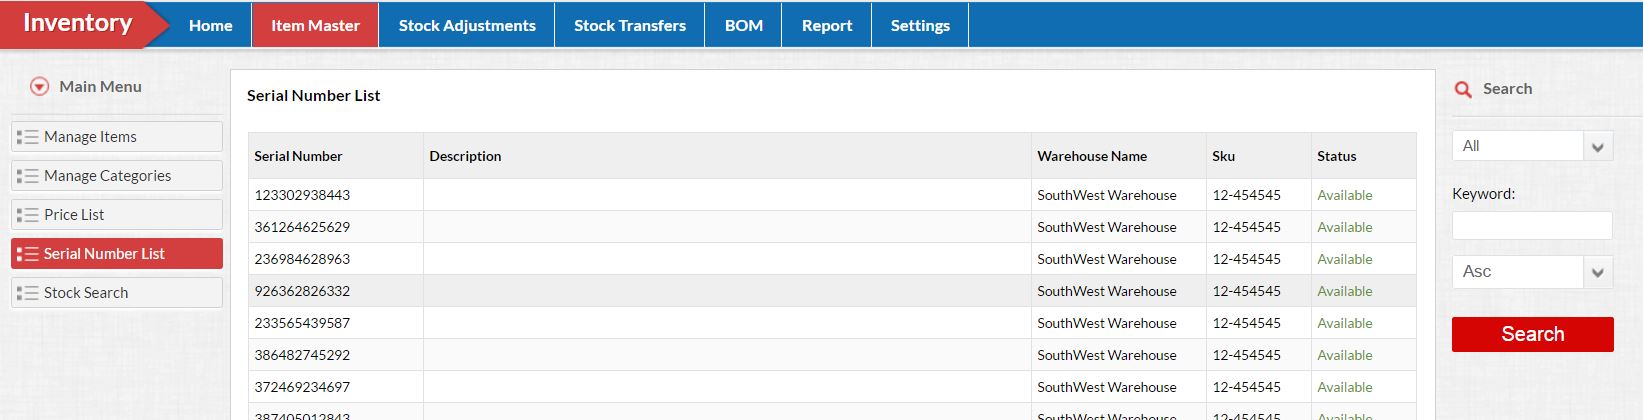 Inventory
Home Item Master Stock Adjustments Stock Transfers BOM Report Settings
Main Menu
Manage Items
Manage Categories
Price List
Serial Number List
Stock Search
Serial Number List
Serial Number Description Warehouse Name Sku Status
123302938443 SouthWest Warehouse 12-454545 Available
361264625629 SouthWest Warehouse 12-454545 Available
236984628963 SouthWest Warehouse 12-454545 Available
926362826332 SouthWest Warehouse 12-454545 Available
233565439587 SouthWest Warehouse 12-454545 Available
386482745292 SouthWest Warehouse 12-454545 Available
372469234697 SouthWest Warehouse 12-454545 Available
387405012843 SouthWest Warehouse 12-454545 Available
Search
All
Keyword:
Asc
Search